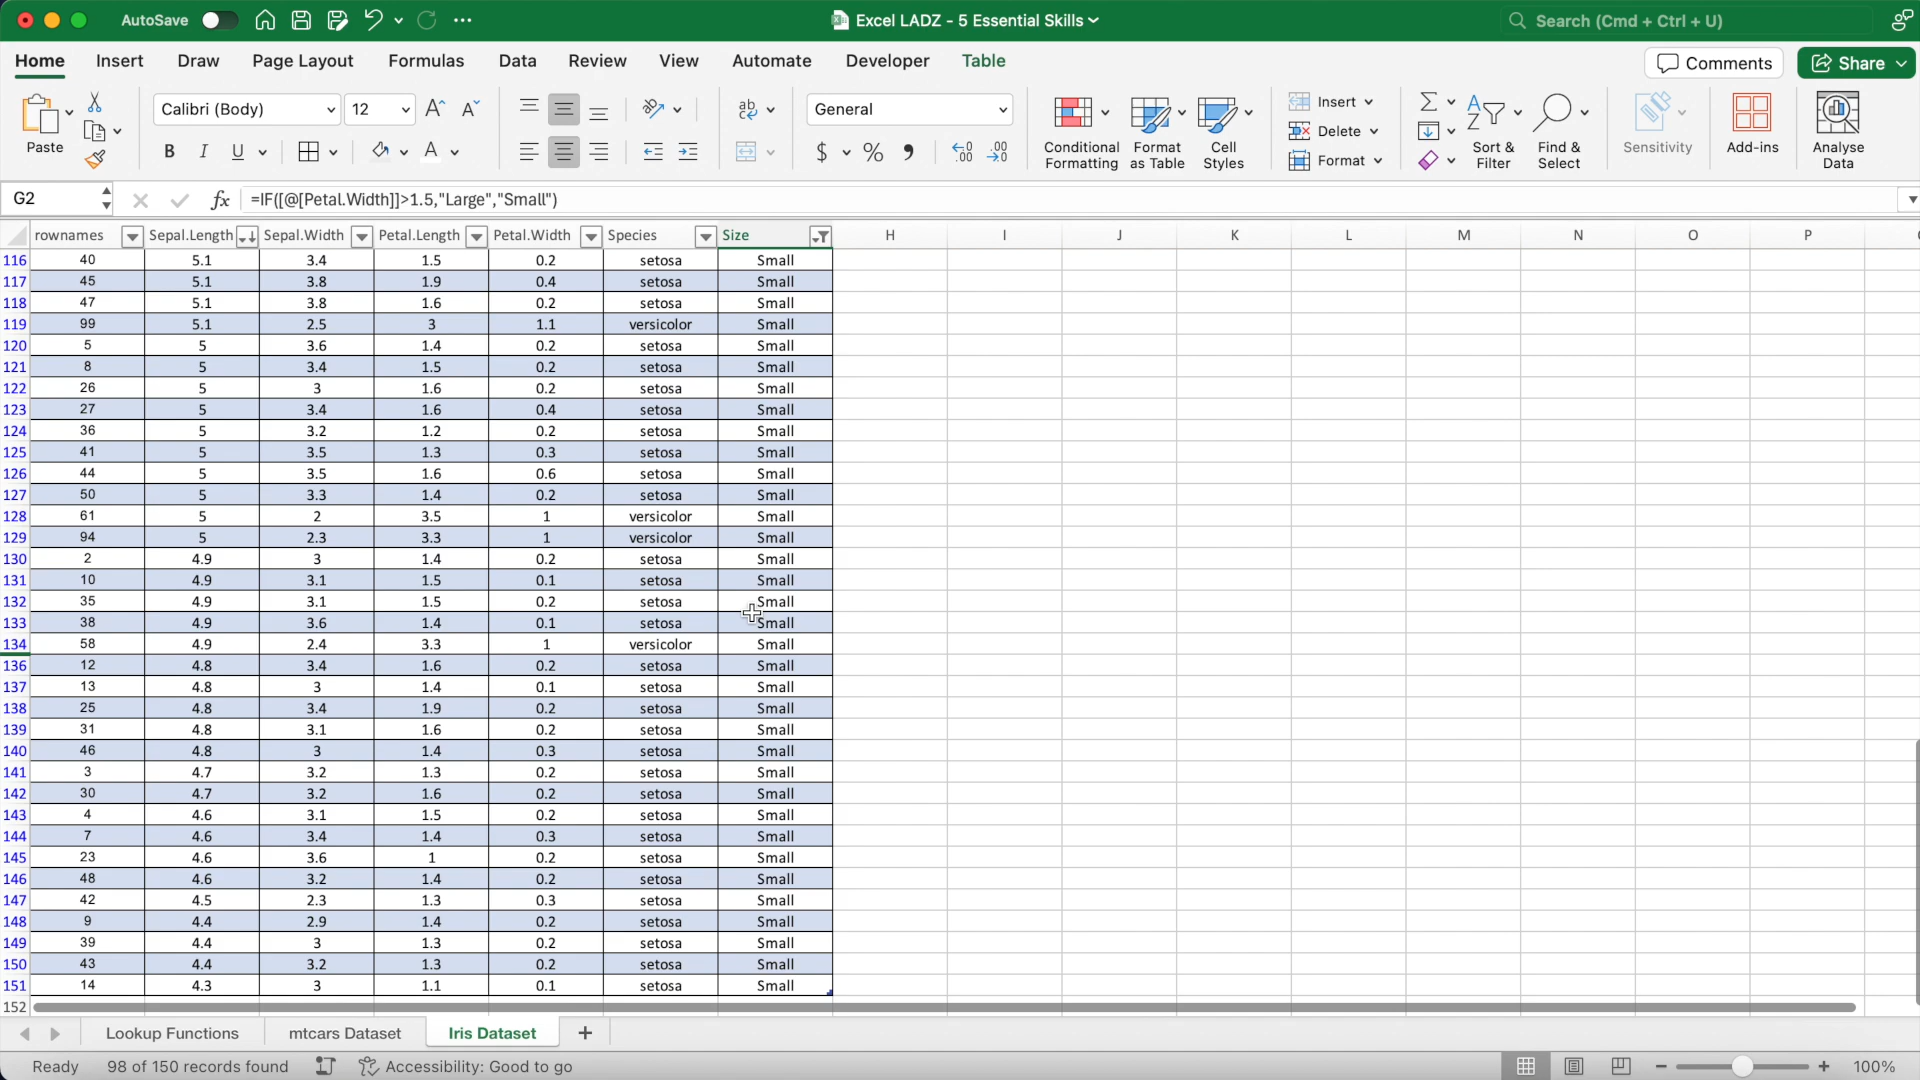 AutoSave
Excel LADZ - 5 Essential Skills
Search (Cmd + Ctrl + U)
Home Insert Draw Page Layout Formulas Data Review View Automate Developer Table
Comments Share
Paste
Calibri (Body) 12
A A
ab
General
Insert
Delete
Format
B I U A
$ % 9
.00
.00
Conditional Formatting
Format as Table
Cell Styles
Sort & Filter
Find & Select
Sensitivity
Add-ins
Analyse Data
G2 fx =IF([@[Petal.Width]]>1.5,"Large","Small")
rownames Sepal.Length Sepal.Width Petal.Length Petal.Width Species Size H I J K L M N O P
116 40 5.1 3.4 1.5 0.2 setosa Small
117 45 5.1 3.8 1.9 0.4 setosa Small
118 47 5.1 3.8 1.6 0.2 setosa Small
119 99 5.1 2.5 3 1.1 versicolor Small
120 5 5 3.6 1.4 0.2 setosa Small
121 8 5 3.4 1.5 0.2 setosa Small
122 26 5 3 1.6 0.2 setosa Small
123 27 5 3.4 1.6 0.4 setosa Small
124 36 5 3.2 1.2 0.2 setosa Small
125 41 5 3.5 1.3 0.3 setosa Small
126 44 5 3.5 1.6 0.6 setosa Small
127 50 5 3.3 1.4 0.2 setosa Small
128 61 5 2 3.5 1 versicolor Small
129 94 5 2.3 3.3 1 versicolor Small
130 2 4.9 3 1.4 0.2 setosa Small
131 10 4.9 3.1 1.5 0.1 setosa Small
132 35 4.9 3.1 1.5 0.2 setosa Small
133 38 4.9 3.6 1.4 0.1 setosa Small
134 58 4.9 2.4 3.3 1 versicolor Small
136 12 4.8 3.4 1.6 0.2 setosa Small
137 13 4.8 3 1.4 0.1 setosa Small
138 25 4.8 3.4 1.9 0.2 setosa Small
139 31 4.8 3.1 1.6 0.2 setosa Small
140 46 4.8 3 1.4 0.3 setosa Small
141 3 4.7 3.2 1.3 0.2 setosa Small
142 30 4.7 3.2 1.6 0.2 setosa Small
143 4 4.6 3.1 1.5 0.2 setosa Small
144 7 4.6 3.4 1.4 0.3 setosa Small
145 23 4.6 3.6 1 0.2 setosa Small
146 48 4.6 3.2 1.4 0.2 setosa Small
147 42 4.5 2.3 1.3 0.3 setosa Small
148 9 4.4 2.9 1.4 0.2 setosa Small
149 39 4.4 3 1.3 0.2 setosa Small
150 43 4.4 3.2 1.3 0.2 setosa Small
151 14 4.3 3 1.1 0.1 setosa Small
152
Lookup Functions mtcars Dataset Iris Dataset +
Ready 98 of 150 records found Accessibility: Good to go 100%